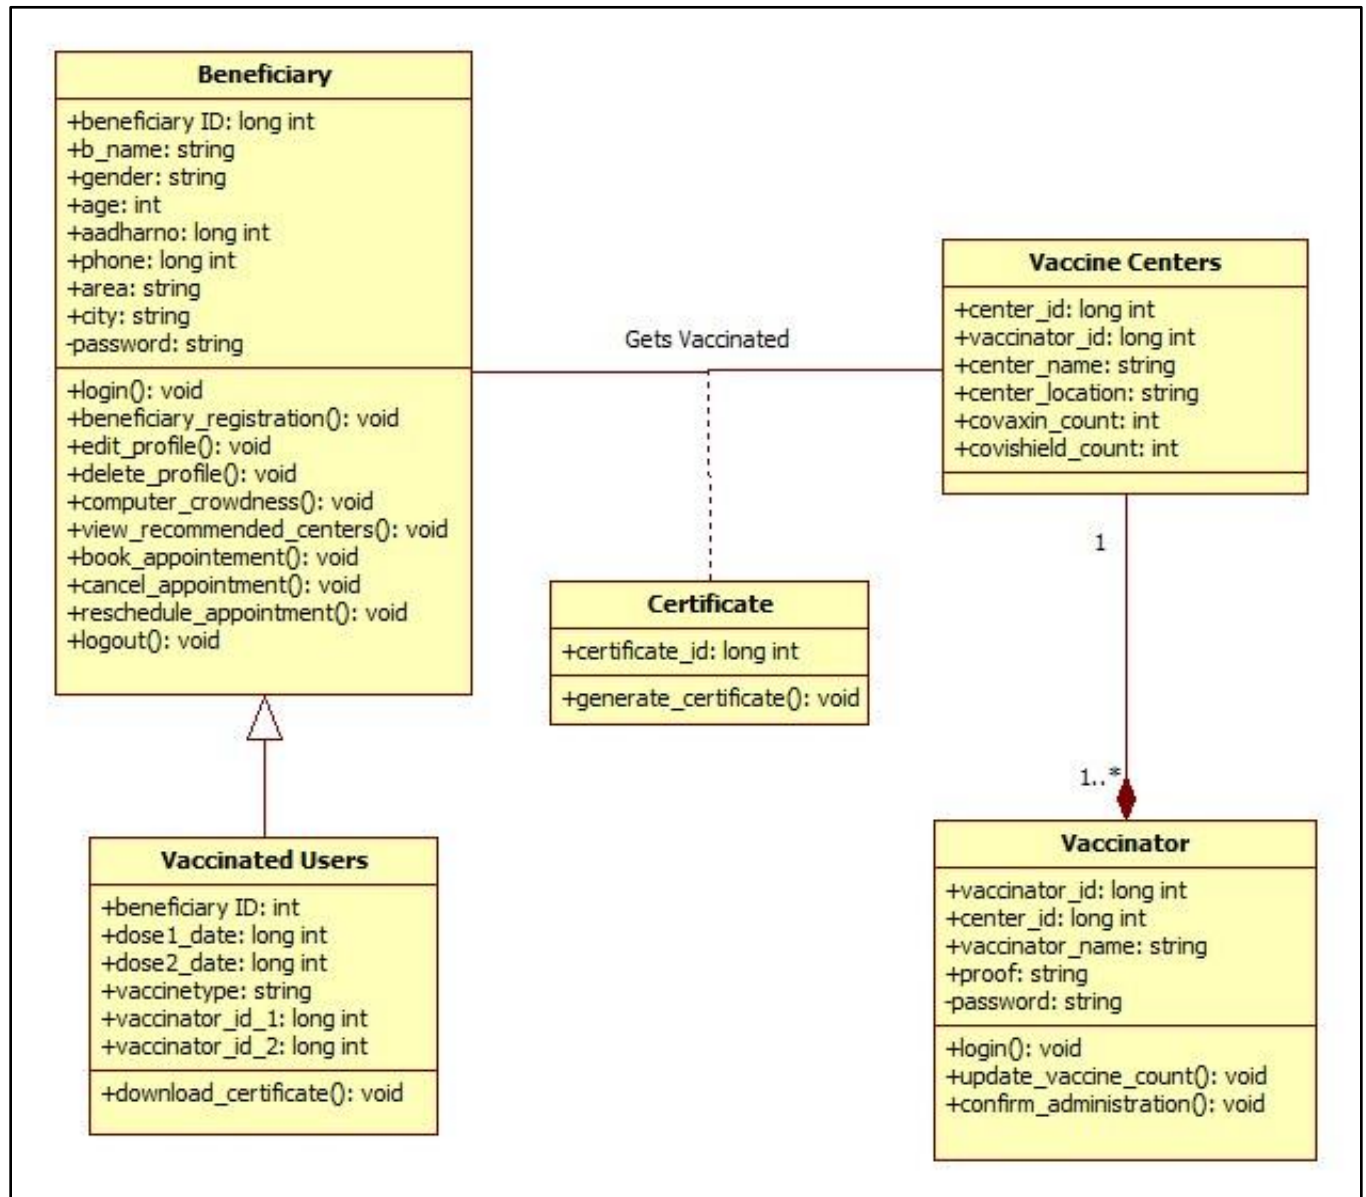 Beneficiary
+beneficiary ID: long int
+b_name: string
+gender: string
+age: int
+aadharno: long int
+phone: long int
+area: string
+city: string
-password: string
+login(): void
+beneficiary_registration(): void
+edit_profile(): void
+delete_profile(): void
+computer_crowdness(): void
+view_recommended_centers(): void
+book_appointement(): void
+cancel_appointment(): void
+reschedule_appointment(): void
+logout(): void
Gets Vaccinated
Vaccine Centers
+center_id: long int
+vaccinator_id: long int
+center_name: string
+center_location: string
+covaxin_count: int
+covishield_count: int
1
1..*
Certificate
+certificate_id: long int
+generate_certificate(): void
Vaccinated Users
+beneficiary ID: int
+dose1_date: long int
+dose2_date: long int
+vaccinetype: string
+vaccinator_id_1: long int
+vaccinator_id_2: long int
+download_certificate(): void
Vaccinator
+vaccinator_id: long int
+center_id: long int
+vaccinator_name: string
+proof: string
-password: string
+login(): void
+update_vaccine_count(): void
+confirm_administration(): void